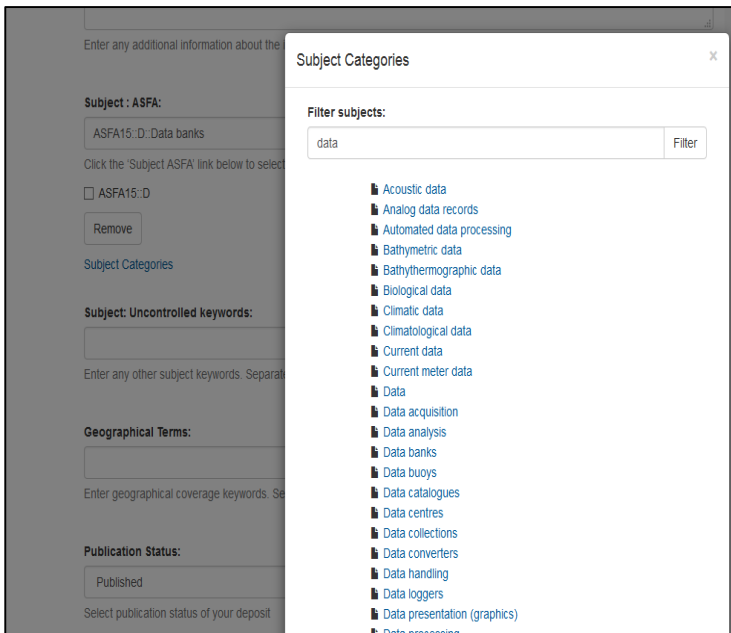 Enter any additional information about the
Subject : ASFA:
ASFA15::D::Data banks
Click the 'Subject ASFA' link below to select
ASFA15::D
Remove
Subject Categories
Subject: Uncontrolled keywords:
Enter any other subject keywords. Separate
Geographical Terms:
Enter geographical coverage keywords. Se
Publication Status:
Published
Select publication status of your deposit
Subject Categories
x
Filter subjects:
data
Filter
Acoustic data
Analog data records
Automated data processing
Bathymetric data
Bathythermographic data
Biological data
Climatic data
Climatological data
Current data
Current meter data
Data
Data acquisition
Data analysis
Data banks
Data buoys
Data catalogues
Data centres
Data collections
Data converters
Data handling
Data loggers
Data presentation (graphics)
Data processing